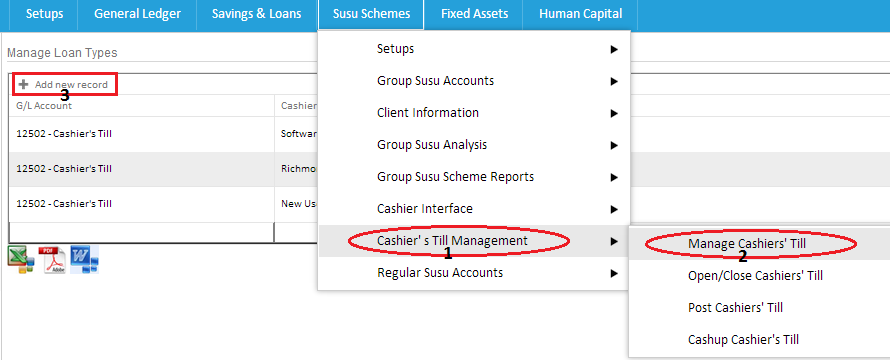 Setups General Ledger Savings & Loans Susu Schemes Fixed Assets Human Capital
Manage Loan Types
Add new record
3
G/L Account Cashier
12502 - Cashier's Till Softwar
12502 - Cashier's Till Richmo
12502 - Cashier's Till New Us
Setups
Group Susu Accounts
Client Information
Group Susu Analysis
Group Susu Scheme Reports
Cashier Interface
Cashier' s Till Management
1
Regular Susu Accounts
Manage Cashiers' Till
2
Open/Close Cashiers' Till
Post Cashiers' Till
Cashup Cashier's Till
PDF
Adobe